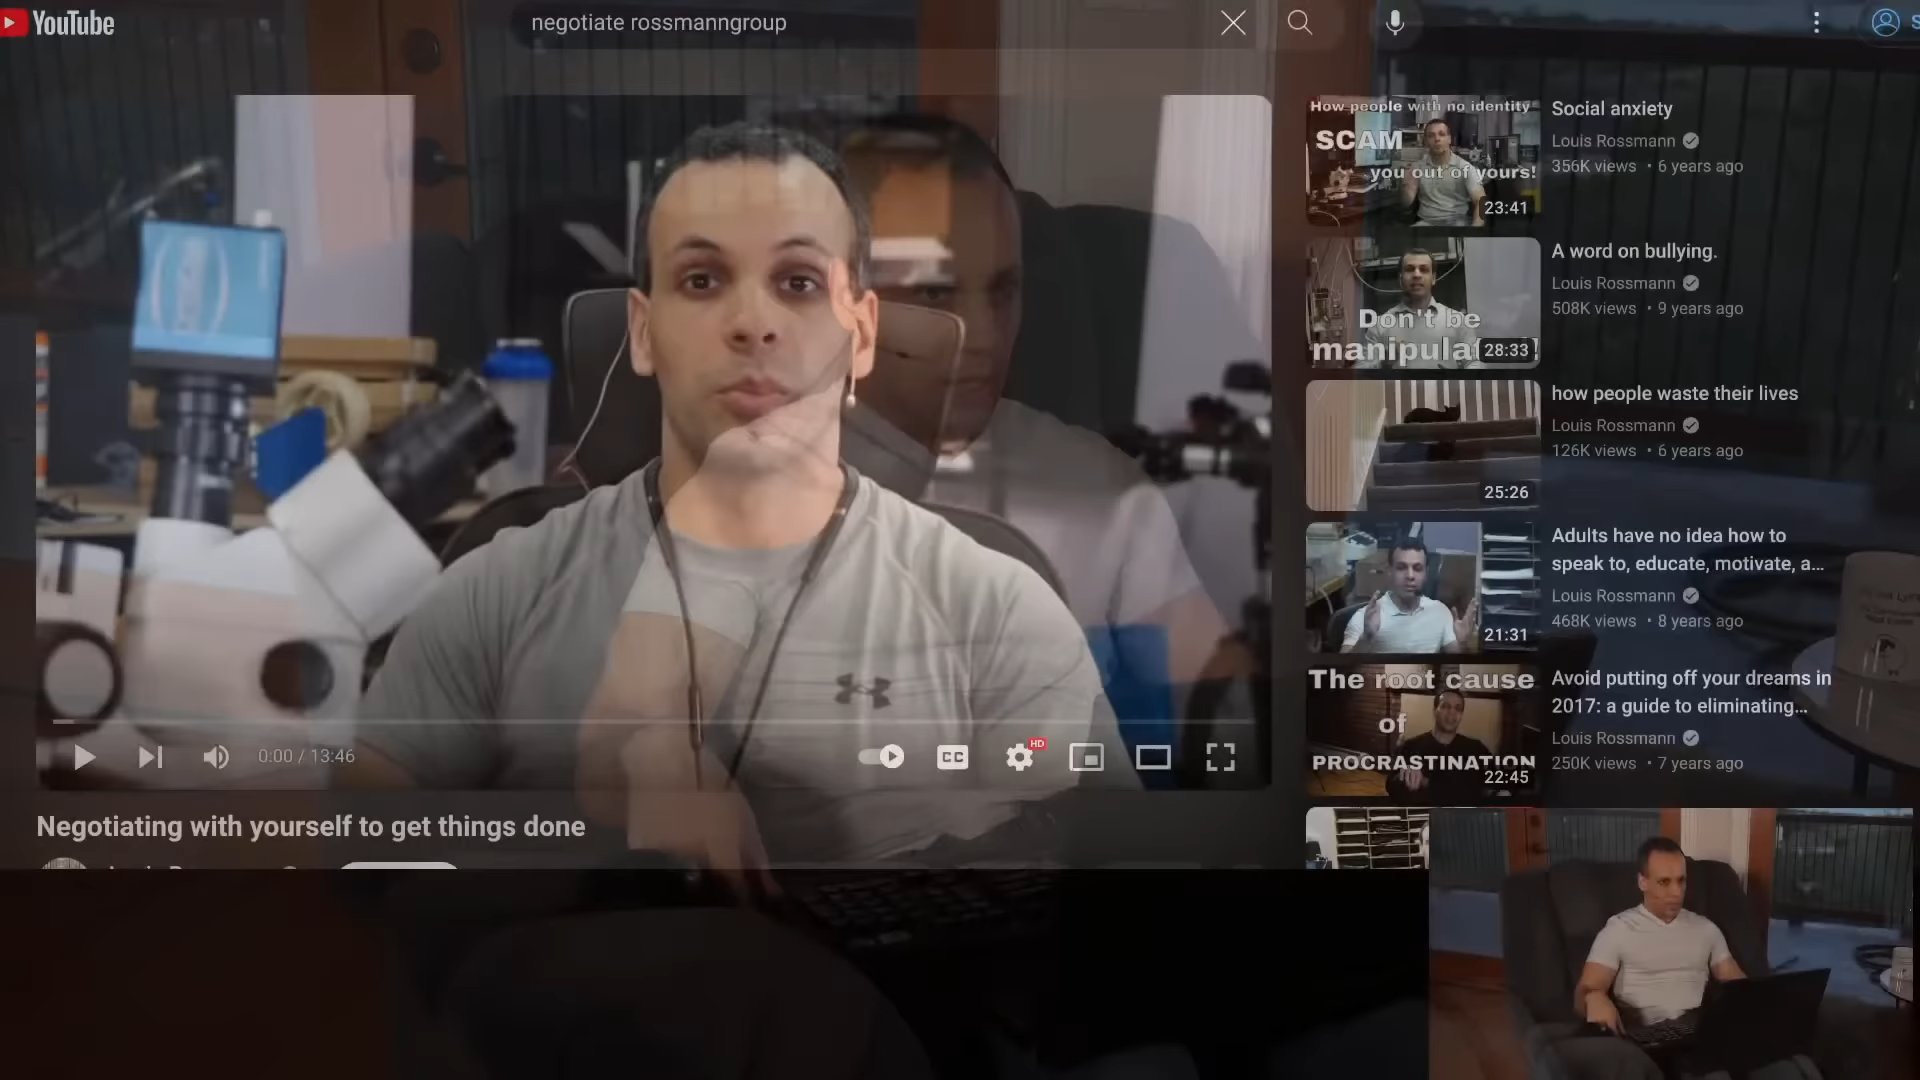 YouTube
negotiate rossmanngroup
How people with no identity
SCAM
you out of yours!
23:41
Social anxiety
Louis Rossmann
356K views • 6 years ago
Don't be
28:33
A word on bullying.
Louis Rossmann
508K views • 9 years ago
25:26
how people waste their lives
Louis Rossmann
126K views • 6 years ago
21:31
Adults have no idea how to
speak to, educate, motivate, a...
Louis Rossmann
468K views • 8 years ago
The root cause
of
PROCRASTINATION
22:45
Avoid putting off your dreams in
2017: a guide to eliminating...
Louis Rossmann
250K views • 7 years ago
0:00 / 13:46
CC
HD
Negotiating with yourself to get things done